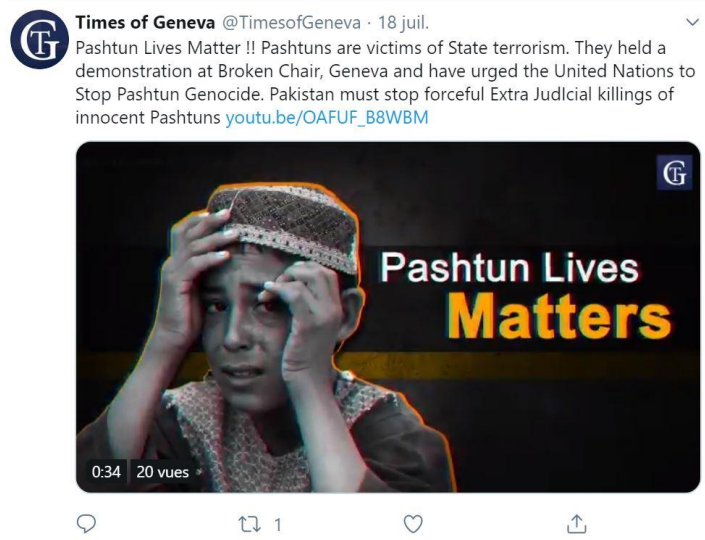 Times of Geneva @TimesofGeneva · 18 juil.
Pashtun Lives Matter !! Pashtuns are victims of State terrorism. They held a
demonstration at Broken Chair, Geneva and have urged the United Nations to
Stop Pashtun Genocide. Pakistan must stop forceful Extra JudIcial killings of
innocent Pashtuns youtu.be/OAFUF_B8WBM
GT
Pashtun Lives
Matters
0:34 20 vues
1